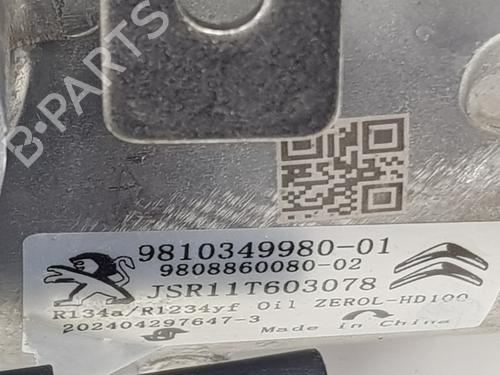 B-PARTS
9810349980-01
9808860080-02
JSR11T603078
R134a/R1234yf Oil ZEROL-HD100
202404297647-3
Made in China